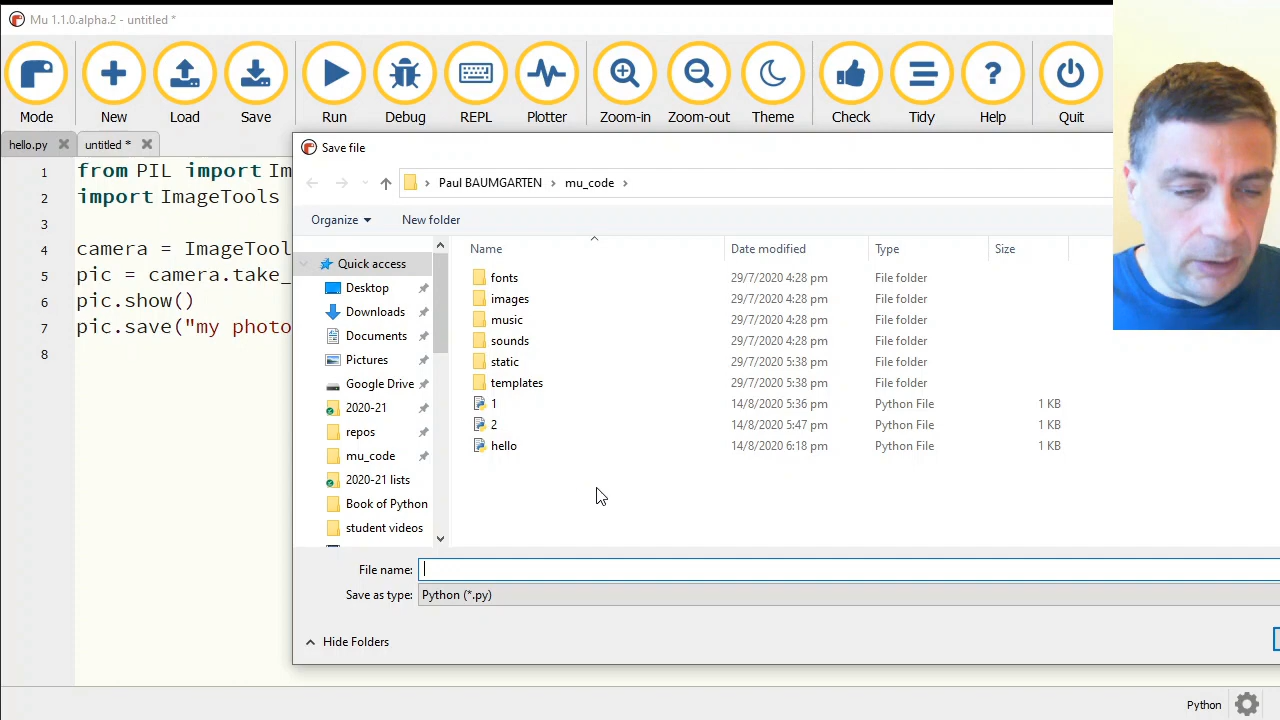 Mu 1.1.0.alpha.2 - untitled *
Mode New Load Save Run Debug REPL Plotter Zoom-in Zoom-out Theme Check Tidy Help Quit
hello.py untitled *
1 from PIL import Im
2 import ImageTools
3
4 camera = ImageTool
5 pic = camera.take_
6 pic.show()
7 pic.save("my photo
8
Save file
Paul BAUMGARTEN mu_code
Organize New folder
Name Date modified Type Size
Quick access
Desktop
Downloads
Documents
Pictures
Google Drive
2020-21
repos
mu_code
2020-21 lists
Book of Python
student videos
fonts 29/7/2020 4:28 pm File folder
images 29/7/2020 4:28 pm File folder
music 29/7/2020 4:28 pm File folder
sounds 29/7/2020 4:28 pm File folder
static 29/7/2020 5:38 pm File folder
templates 29/7/2020 5:38 pm File folder
1 14/8/2020 5:36 pm Python File 1 KB
2 14/8/2020 5:47 pm Python File 1 KB
hello 14/8/2020 6:18 pm Python File 1 KB
File name:
Save as type: Python (*.py)
Hide Folders
Python